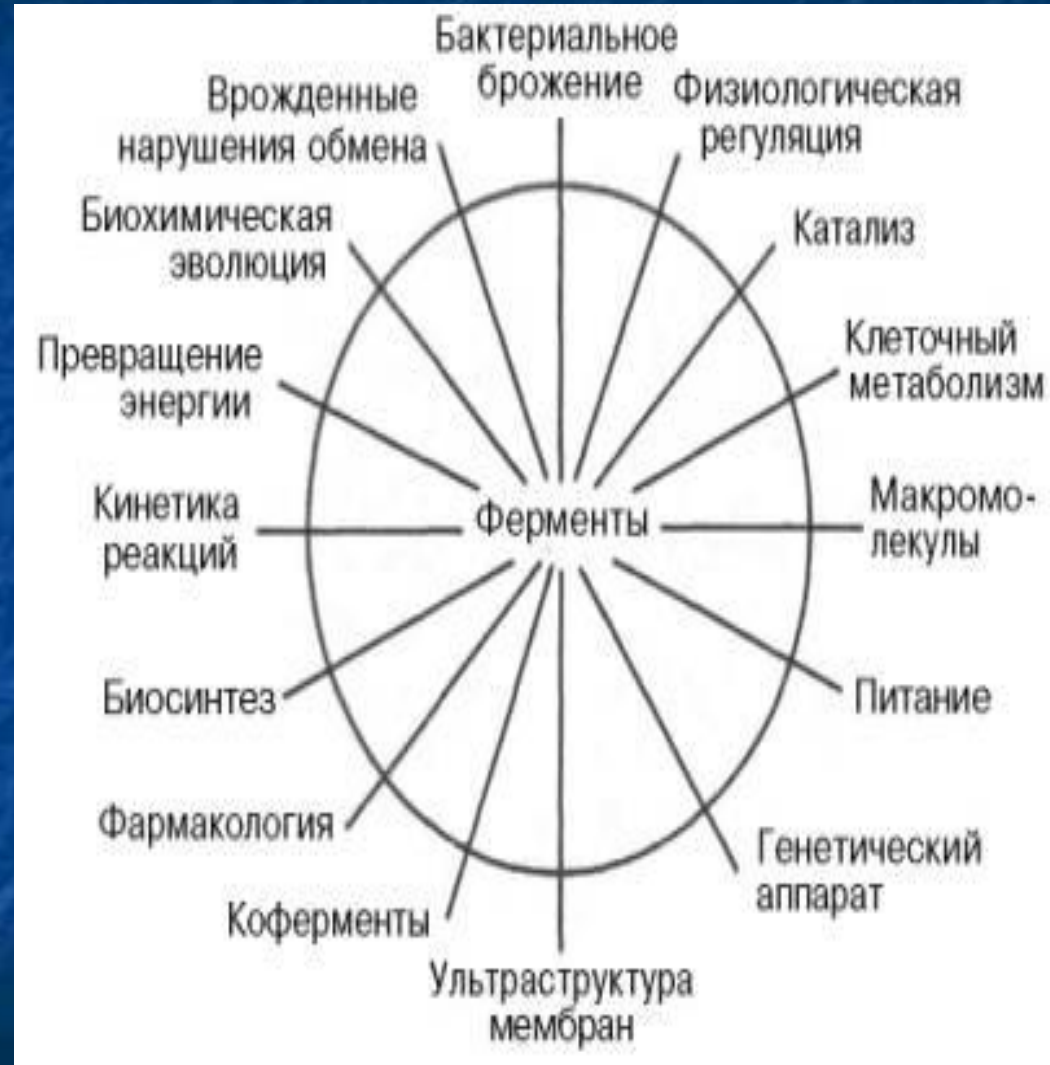 Бактериальное
брожение
Физиологическая
регуляция
Катализ
Клеточный
метаболизм
Макромо-
лекулы
Питание
Генетический
аппарат
Ультраструктура
мембран
Коферменты
Фармакология
Биосинтез
Кинетика
реакций
Превращение
энергии
Биохимическая
эволюция
Врожденные
нарушения обмена
Ферменты